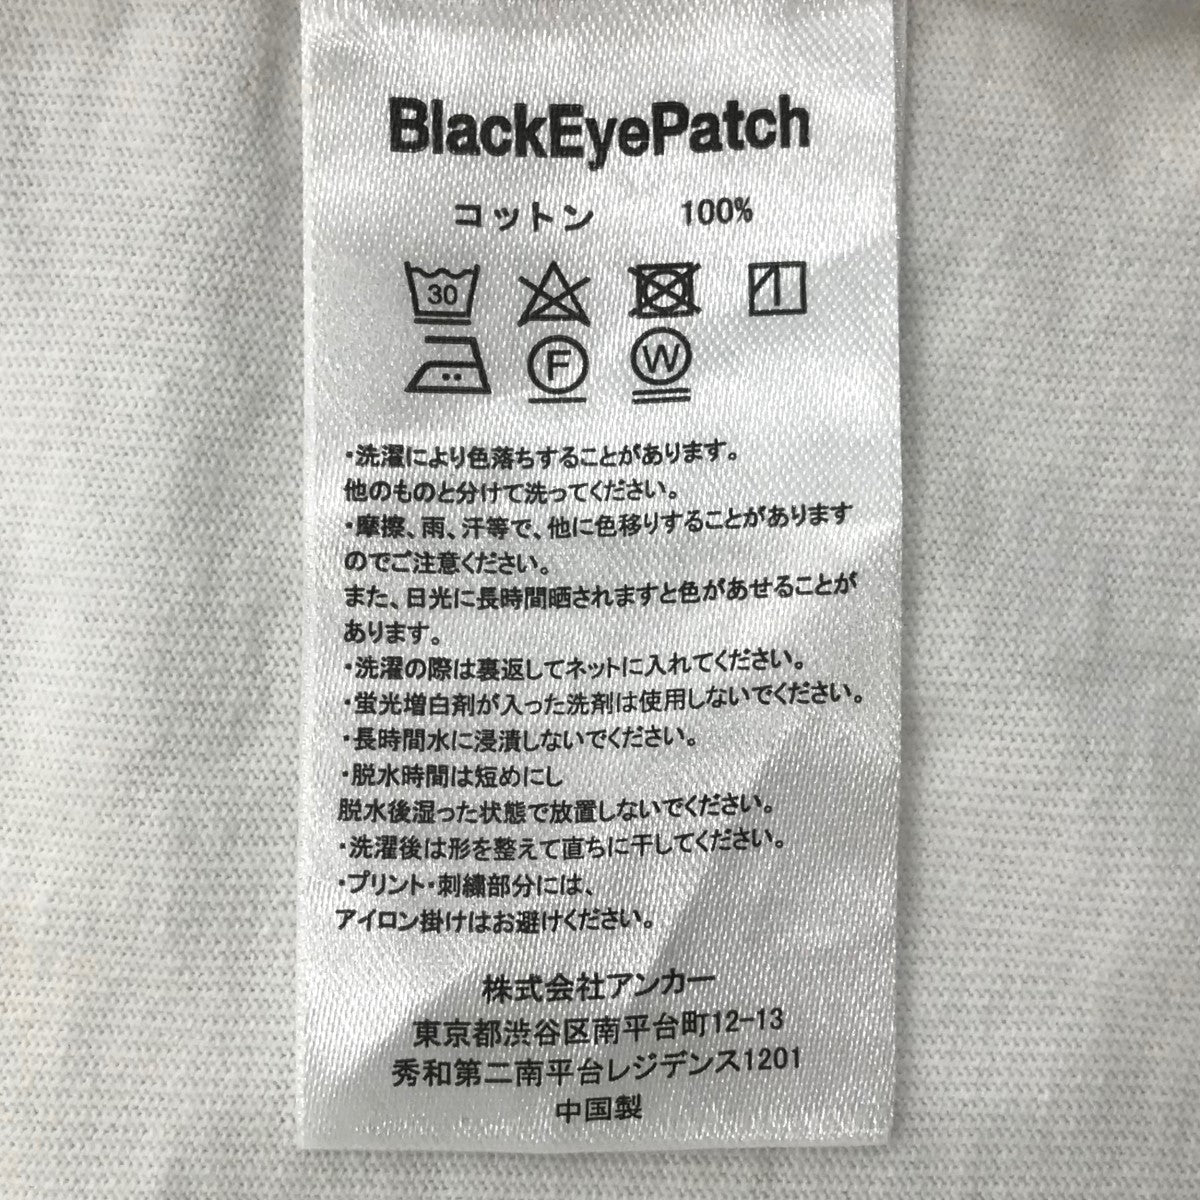 BlackEyePatch
コットン 100%
30
F W
・洗濯により色落ちすることがあります。
他のものと分けて洗ってください。
・摩擦、雨、汗等で、他に色移りすることがあります
のでご注意ください。
また、日光に長時間晒されますと色があせることが
あります。
・洗濯の際は裏返してネットに入れてください。
・蛍光増白剤が入った洗剤は使用しないでください。
・長時間水に浸漬しないでください。
・脱水時間は短めにし
脱水後湿った状態で放置しないでください。
・洗濯後は形を整えて直ちに干してください。
・プリント・刺繍部分には、
アイロン掛けはお避けください。
株式会社アンカー
東京都渋谷区南平台町12-13
秀和第二南平台レジデンス1201
中国製